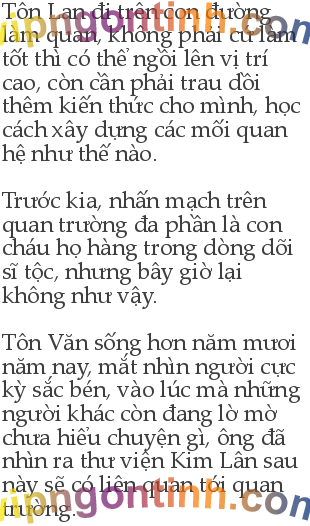 Tôn Lan đi trên con đường
làm quan, không phải cứ làm
tốt thì có thể ngồi lên vị trí
cao, còn cần phải trau dồi
thêm kiến thức cho mình, học
cách xây dựng các mối quan
hệ như thế nào.
Trước kia, nhấn mạch trên
quan trường đa phần là con
cháu họ hàng trong dòng dõi
sĩ tộc, nhưng bây giờ lại
không như vậy.
Tôn Văn sống hơn năm mươi
năm nay, mắt nhìn người cực
kỳ sắc bén, vào lúc mà những
người khác còn đang lờ mờ
chưa hiểu chuyện gì, ông đã
nhìn ra thư viện Kim Lân sau
này sẽ có liên quan tới quan
trường.
vipngontinh.com
vipngontinh.com